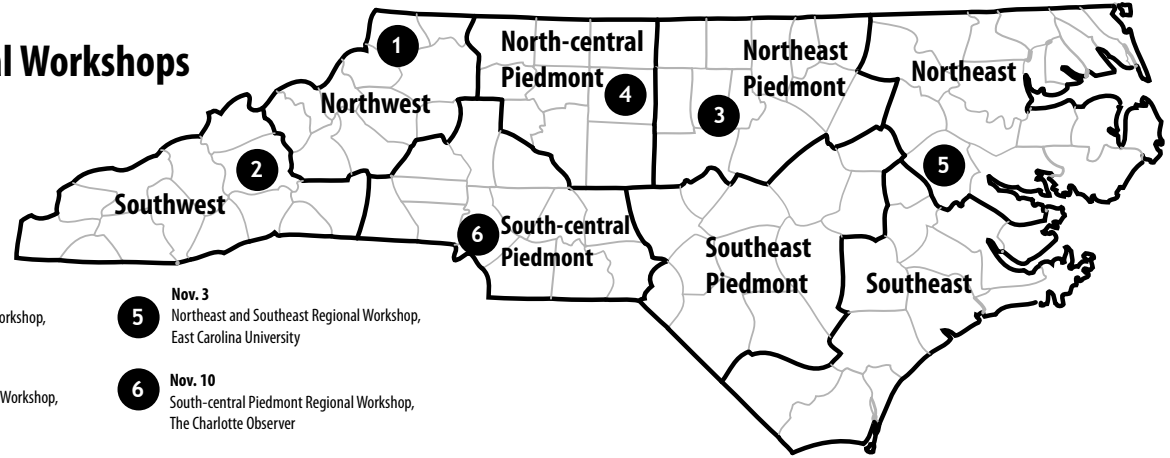 Workshops
1
North-central
Piedmont
4
Northeast
Piedmont
3
Northeast
Northwest
2
Southwest
5
6
South-central
Piedmont
Southeast
Piedmont
Southeast
5
Nov. 3
Northeast and Southeast Regional Workshop,
East Carolina University
6
Nov. 10
South-central Piedmont Regional Workshop,
The Charlotte Observer
Workshop,